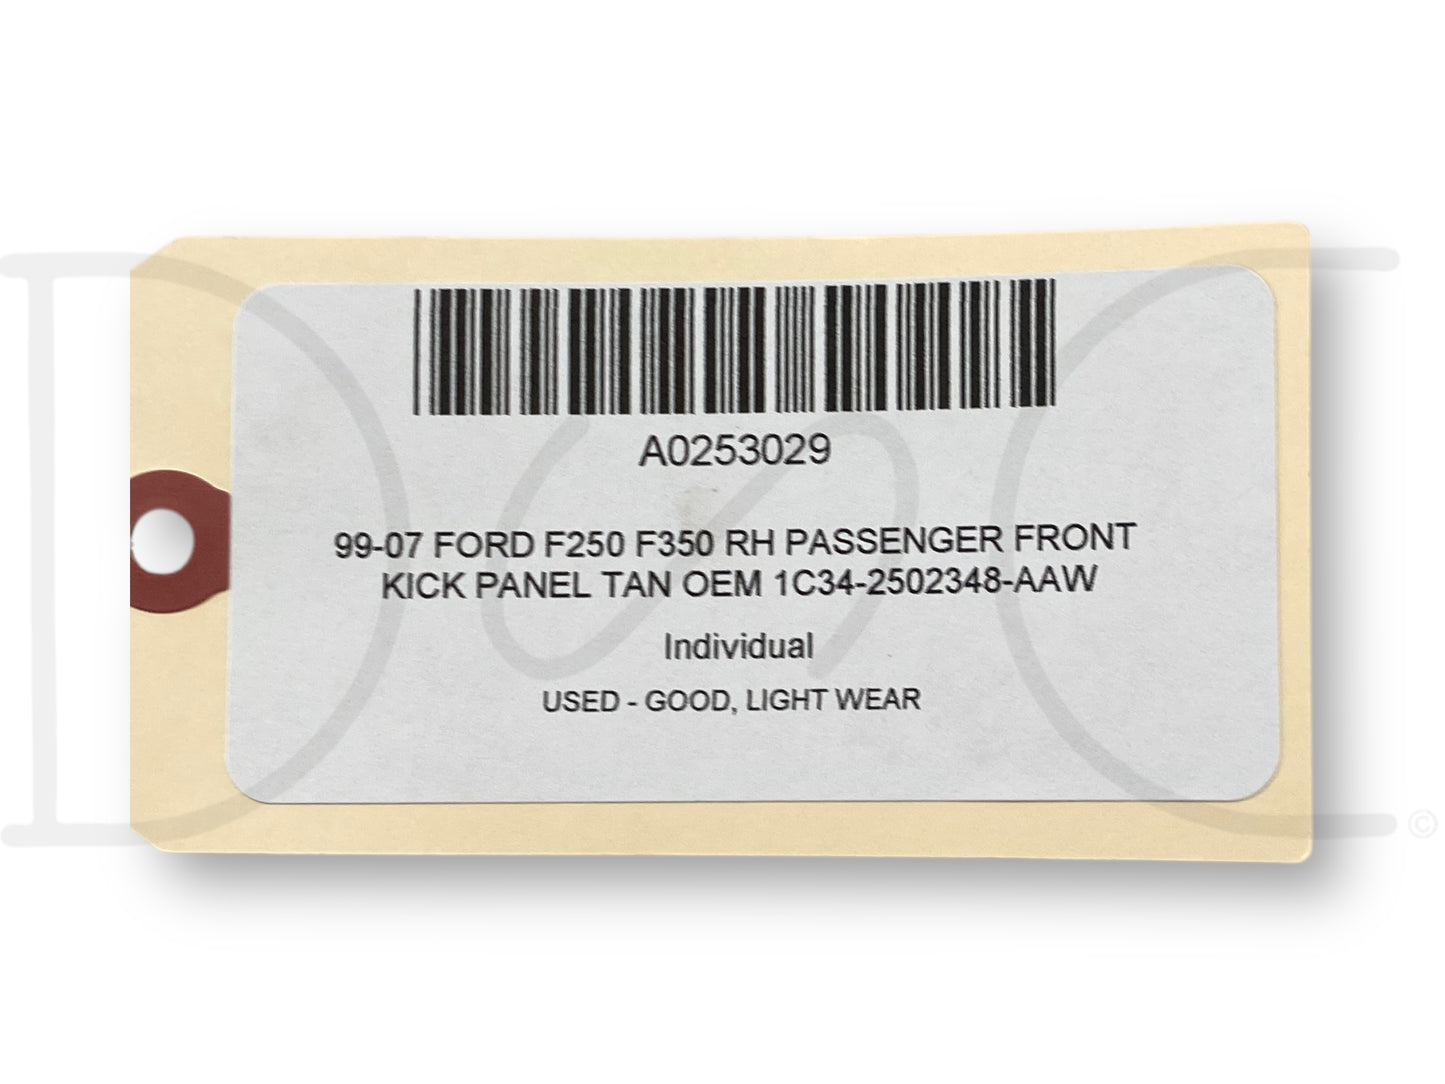 A0253029
99-07 FORD F250 F350 RH PASSENGER FRONT
KICK PANEL TAN OEM 1C34-2502348-AAW
Individual
USED - GOOD, LIGHT WEAR
©